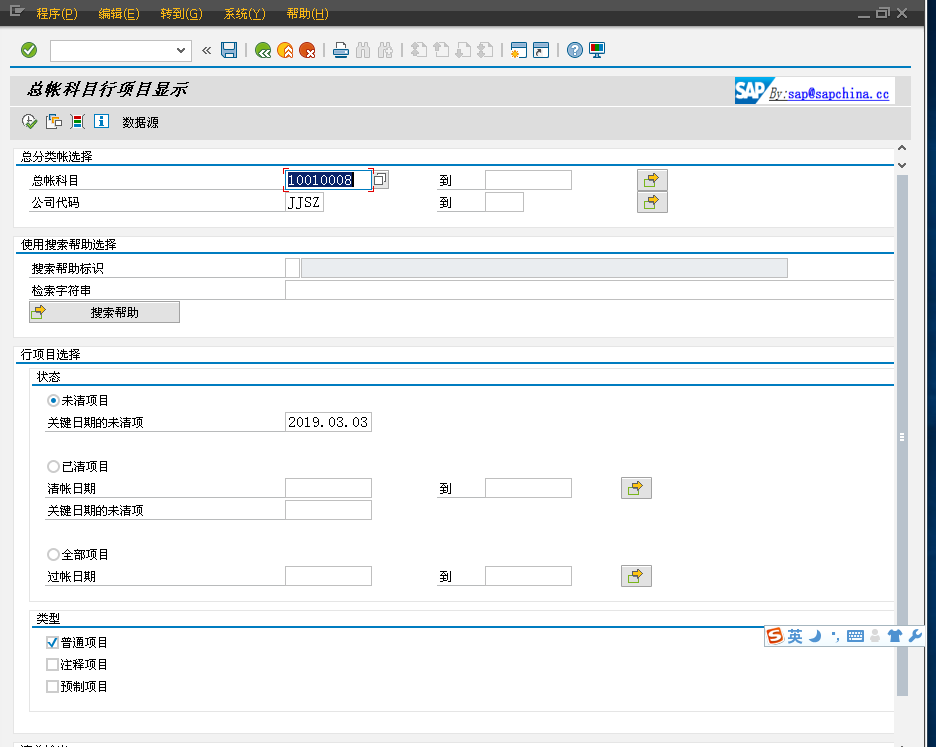 程序(P) 编辑(E) 转到(G) 系统(Y) 帮助(H)
总帐科目行项目显示
SAP By:sap@sapchina.cc
数据源
总分类帐选择
总帐科目 10010008 到
公司代码 JJSZ 到
使用搜索帮助选择
搜索帮助标识
检索字符串
搜索帮助
行项目选择
状态
未清项目
关键日期的未清项 2019.03.03
已清项目
清帐日期 到
关键日期的未清项
全部项目
过帐日期 到
类型
普通项目
S 英
注释项目
预制项目